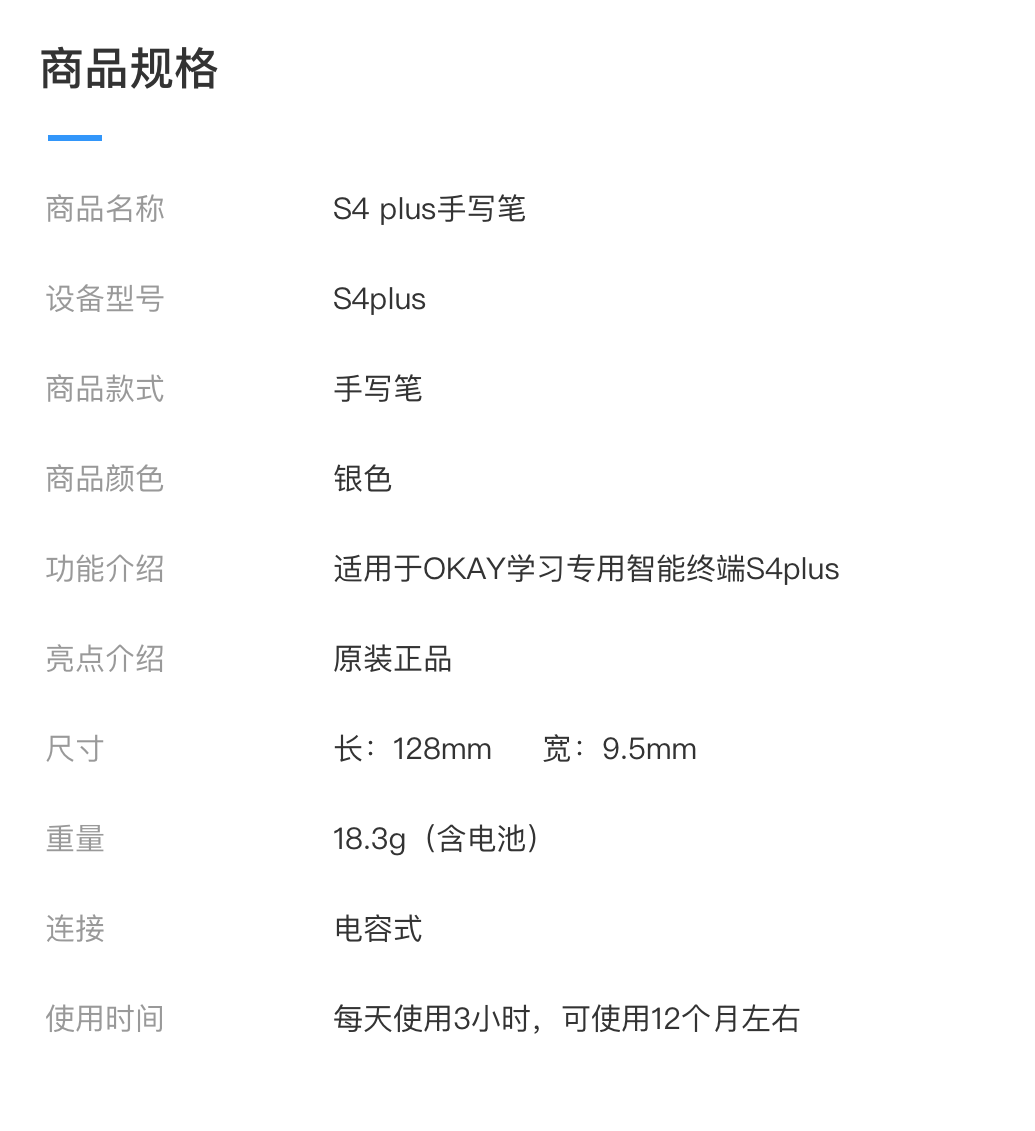 商品规格
商品名称 S4 plus手写笔
设备型号 S4plus
商品款式 手写笔
商品颜色 银色
功能介绍 适用于OKAY学习专用智能终端S4plus
亮点介绍 原装正品
尺寸 长：128mm 宽：9.5mm
重量 18.3g（含电池）
连接 电容式
使用时间 每天使用3小时，可使用12个月左右